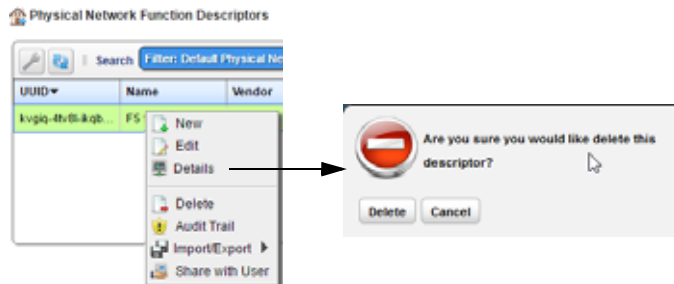 Physical Network Function Descriptors
Search Filter: Default Physical Ne
UUID Name Vendor
FS
New
Edit
Details
Delete
Audit Trail
Import/Export
Share with User
Are you sure you would like delete this
descriptor?
Delete Cancel